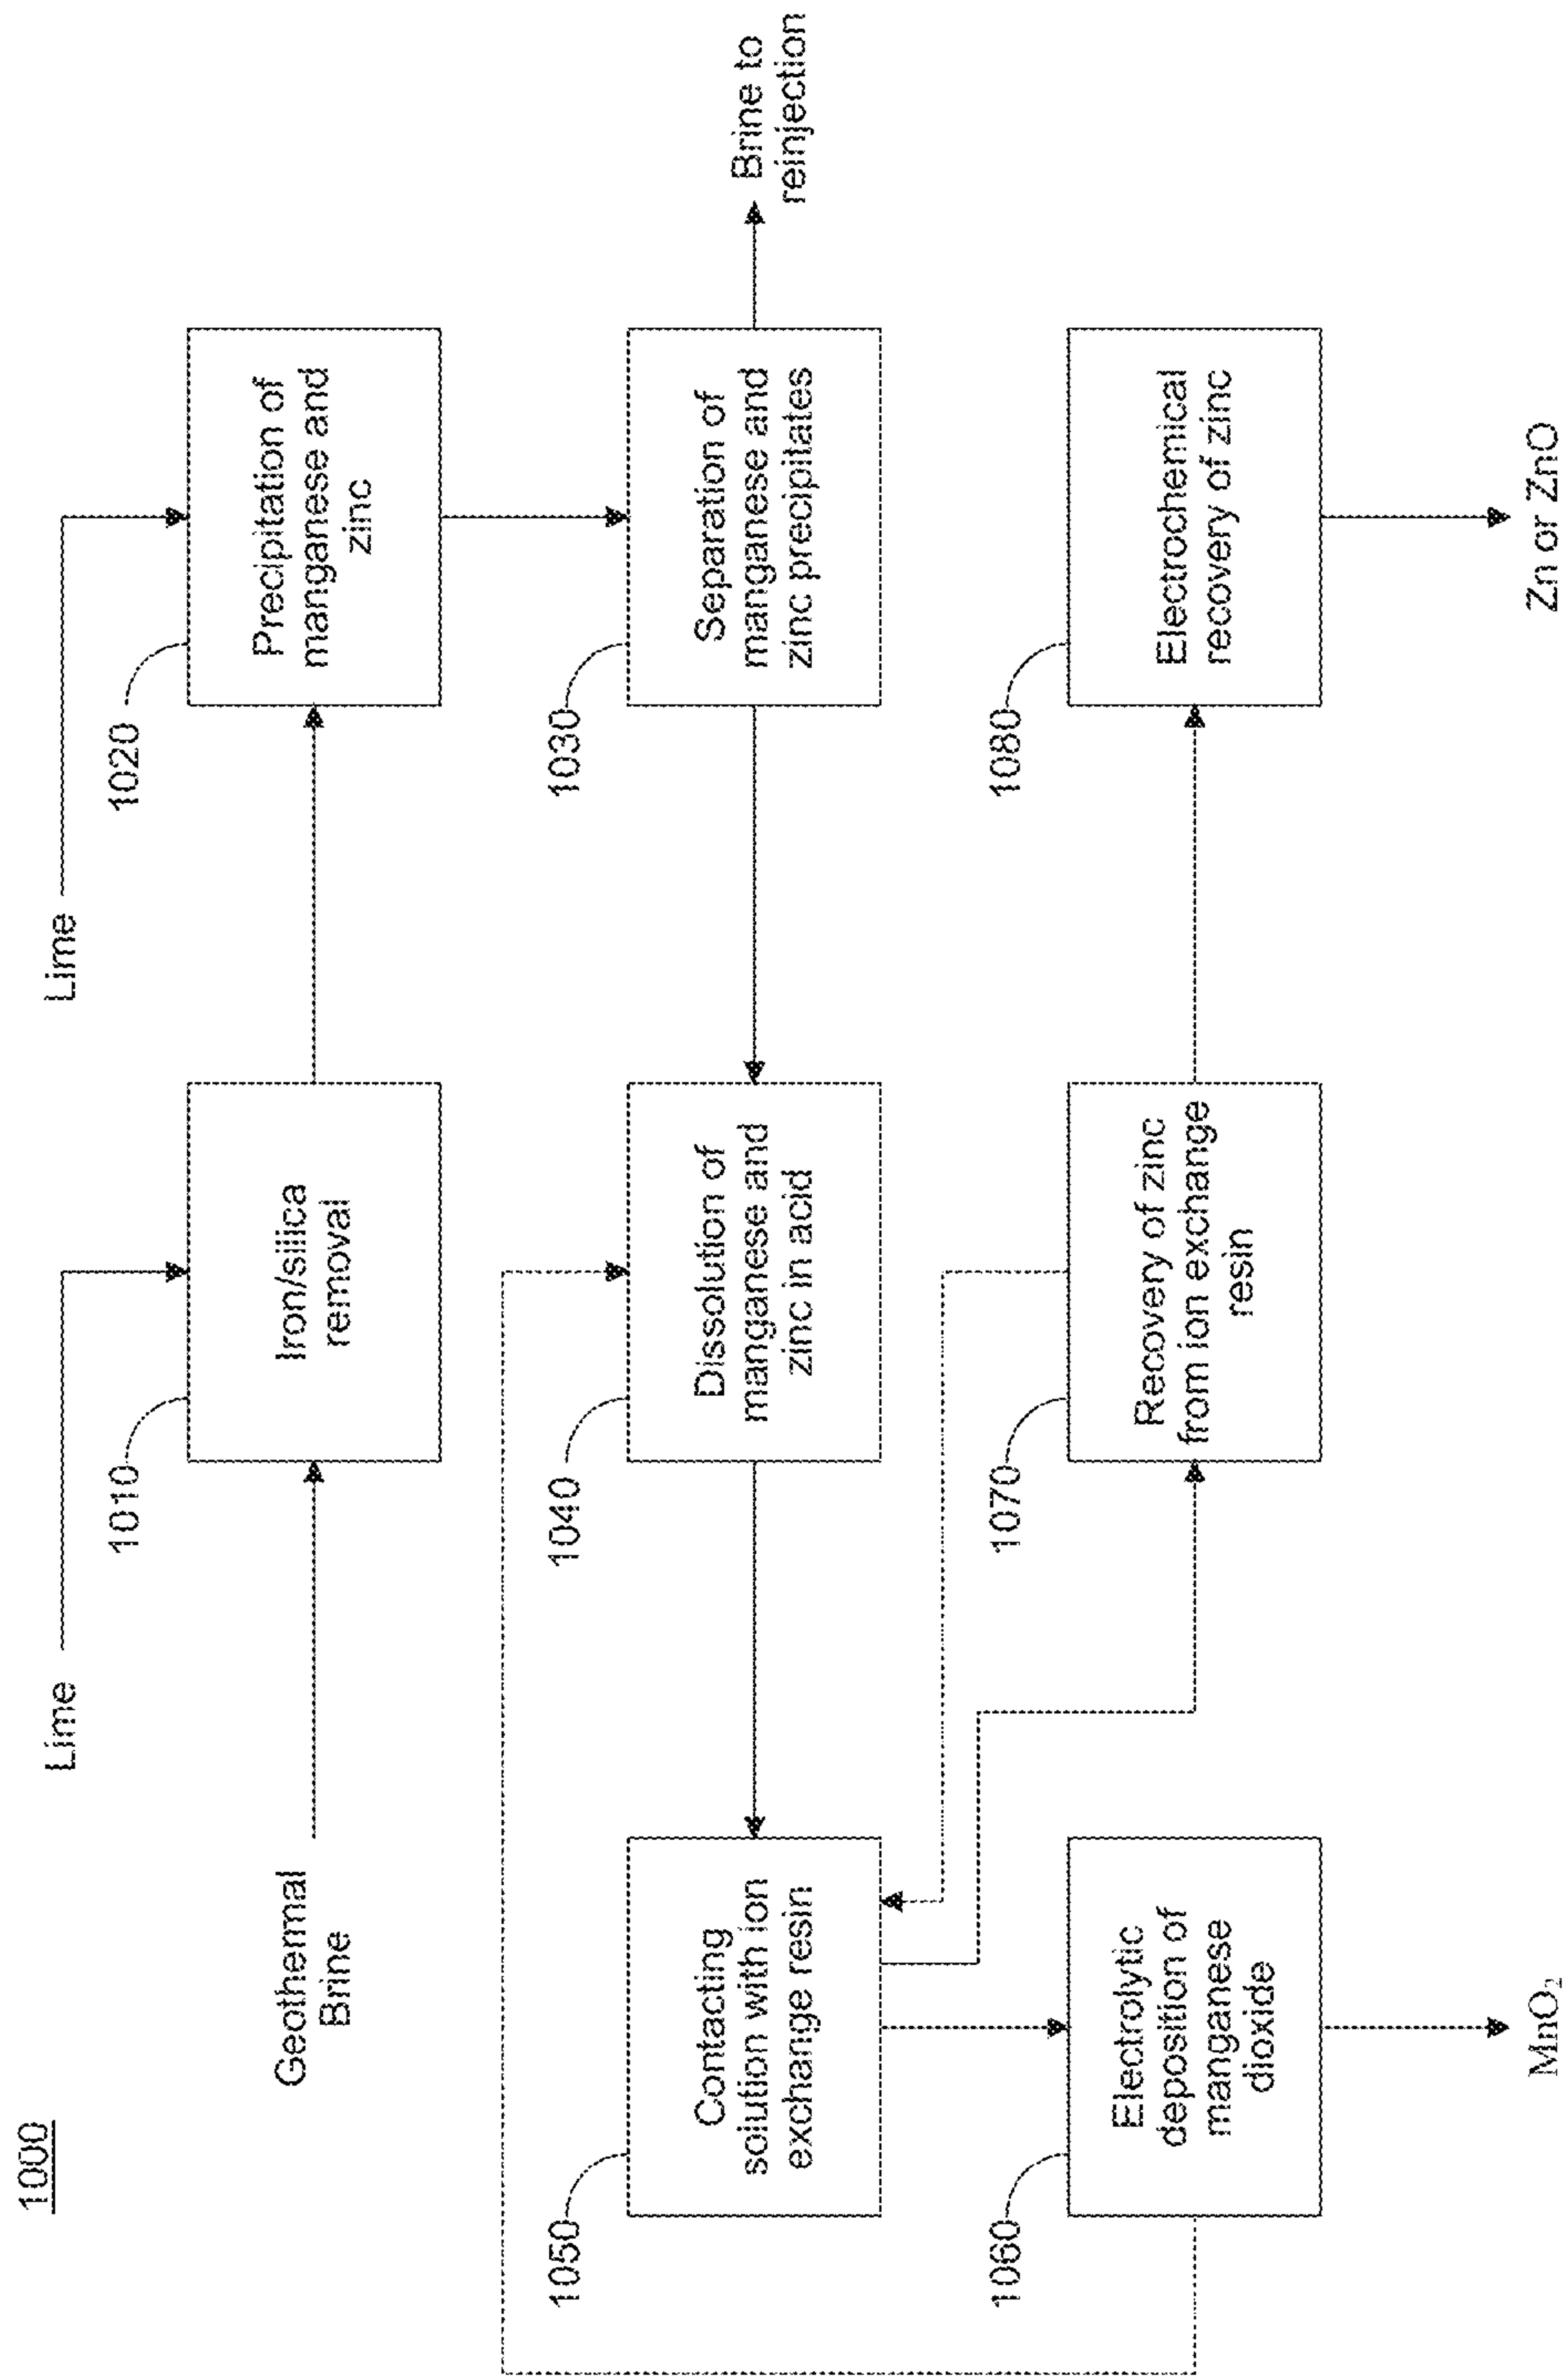 1000
Lime
Lime
Geothermal
Brine
1010
Iron/silica
removal
1020
Precipitation of
manganese and
zinc
1050
Contacting
solution with ion
exchange resin
1040
Dissolution of
manganese and
zinc in acid
1030
Separation of
manganese and
zinc precipitates
Brine to
reinjection
1060
Electrolytic
deposition of
manganese
dioxide
1070
Recovery of zinc
from ion exchange
resin
1080
Electrochemical
recovery of zinc
MnO₂
Zn or ZnO